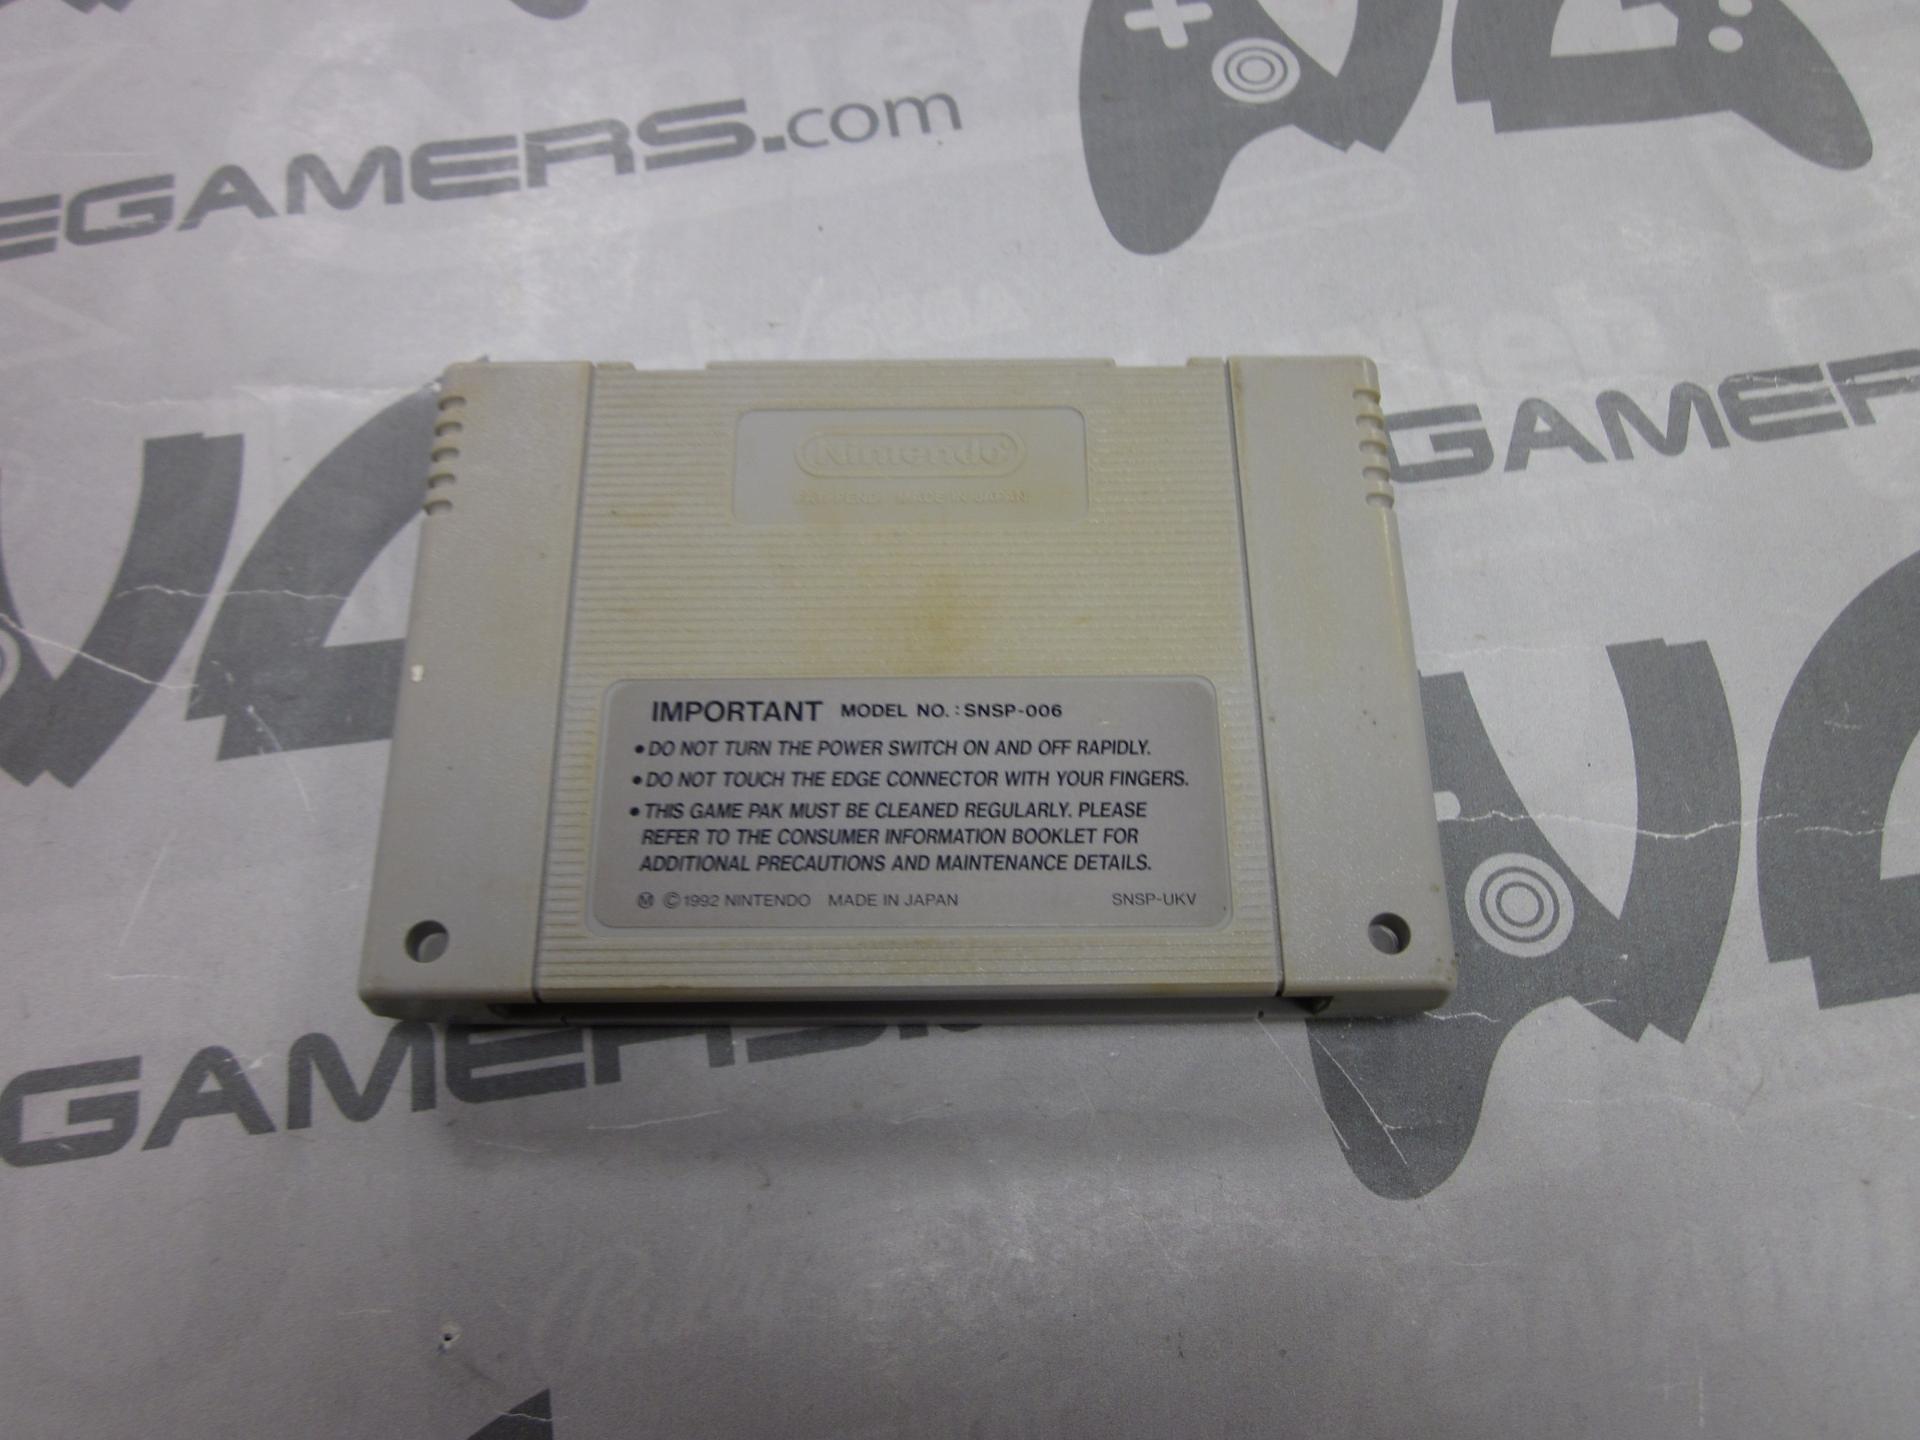 EGAMERS.com
GAMER
Nintendo
PAT. PEND. MADE IN JAPAN
IMPORTANT MODEL NO. : SNSP-006
• DO NOT TURN THE POWER SWITCH ON AND OFF RAPIDLY.
• DO NOT TOUCH THE EDGE CONNECTOR WITH YOUR FINGERS.
• THIS GAME PAK MUST BE CLEANED REGULARLY. PLEASE
REFER TO THE CONSUMER INFORMATION BOOKLET FOR
ADDITIONAL PRECAUTIONS AND MAINTENANCE DETAILS.
Ⓜ ©1992 NINTENDO MADE IN JAPAN SNSP-UKV
GAMERS.